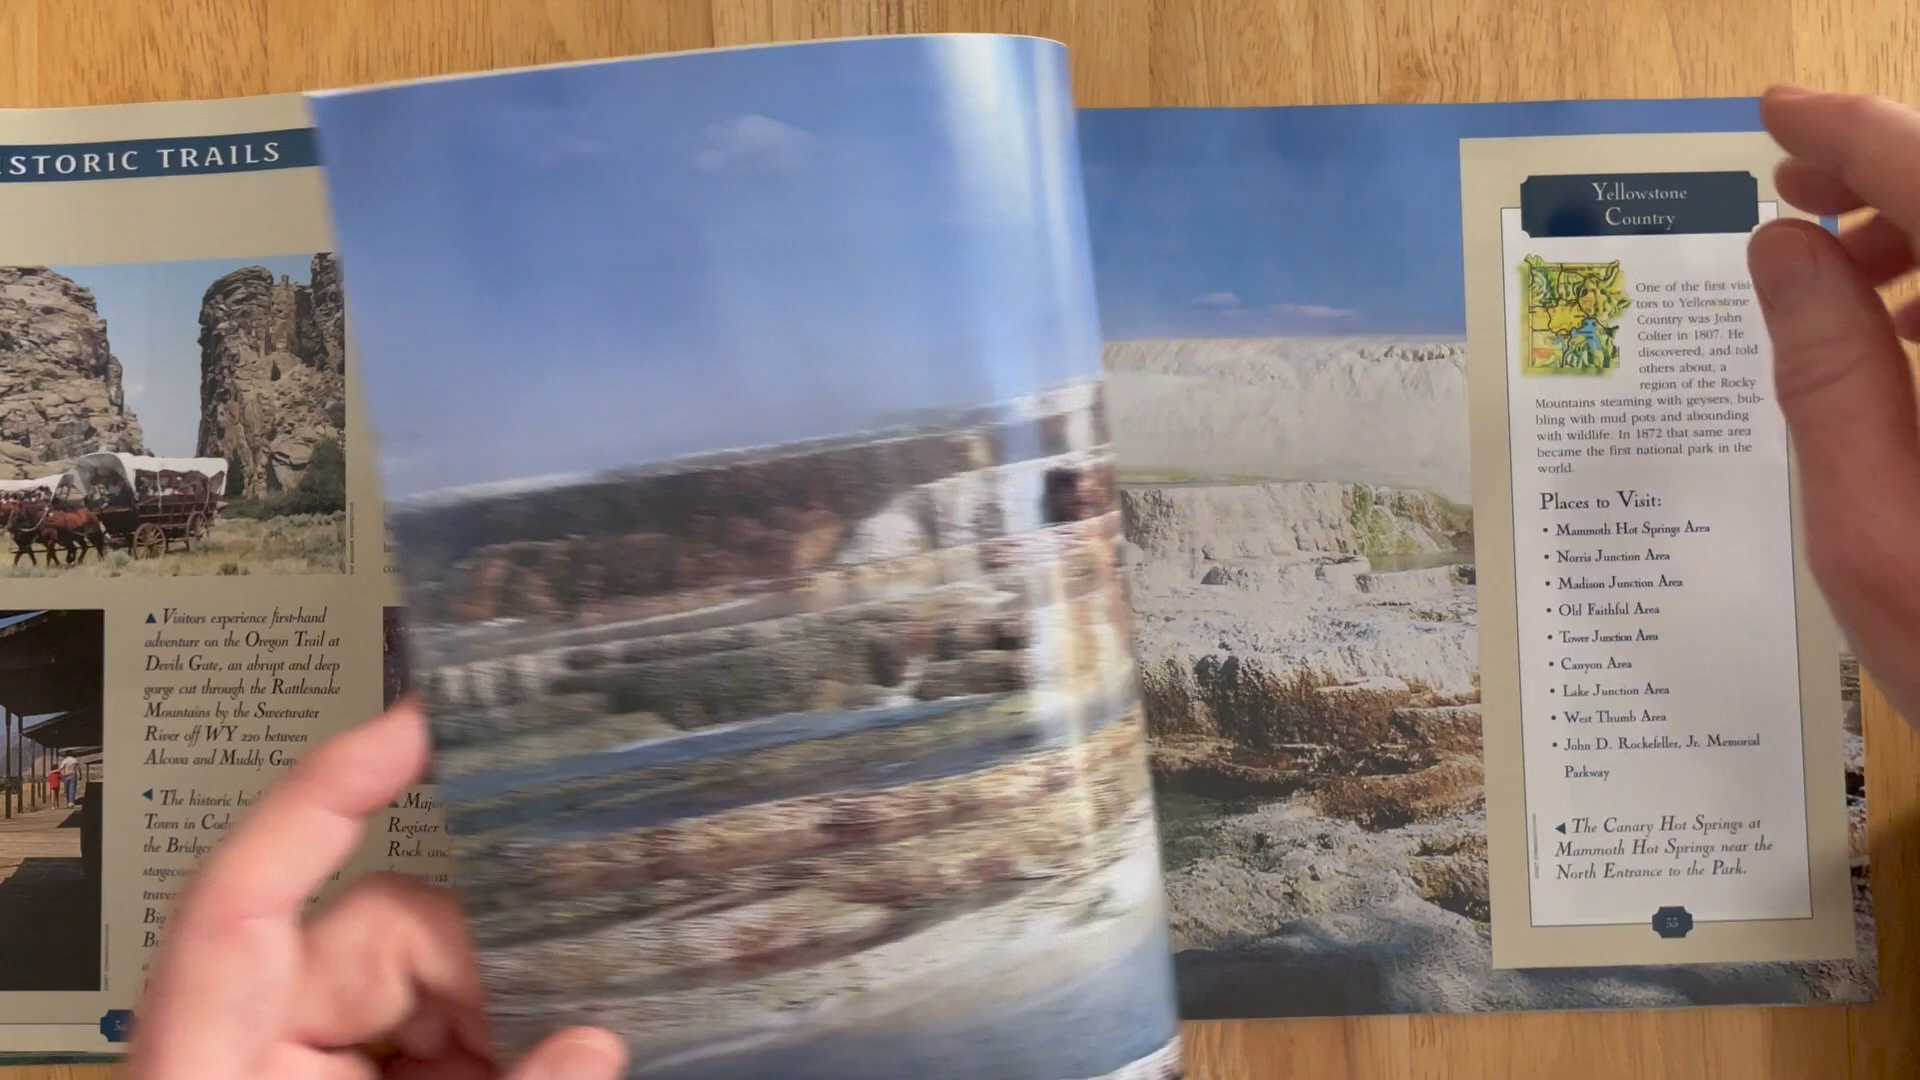 ISTORIC TRAILS
▲ Visitors experience first-hand
adventure on the Oregon Trail at
Devils Gate, an abrupt and deep
gorge cut through the Rattlesnake
Mountains by the Sweetwater
River off WY 220 between
Alcova and Muddy Gap
◀ The historic
Town in Cody
the Bridger
Big
▲ Major
Register
Rock and
Yellowstone
Country
One of the first visi-
tors to Yellowstone
Country was John
Colter in 1807. He
discovered, and told
others about, a
region of the Rocky
Mountains steaming with geysers, bub-
bling with mud pots and abounding
with wildlife. In 1872 that same area
became the first national park in the
world.
Places to Visit:
• Mammoth Hot Springs Area
• Norris Junction Area
• Madison Junction Area
• Old Faithful Area
• Tower Junction Area
• Canyon Area
• Lake Junction Area
• West Thumb Area
• John D. Rockefeller, Jr. Memorial
Parkway
◀ The Canary Hot Springs at
Mammoth Hot Springs near the
North Entrance to the Park.
55